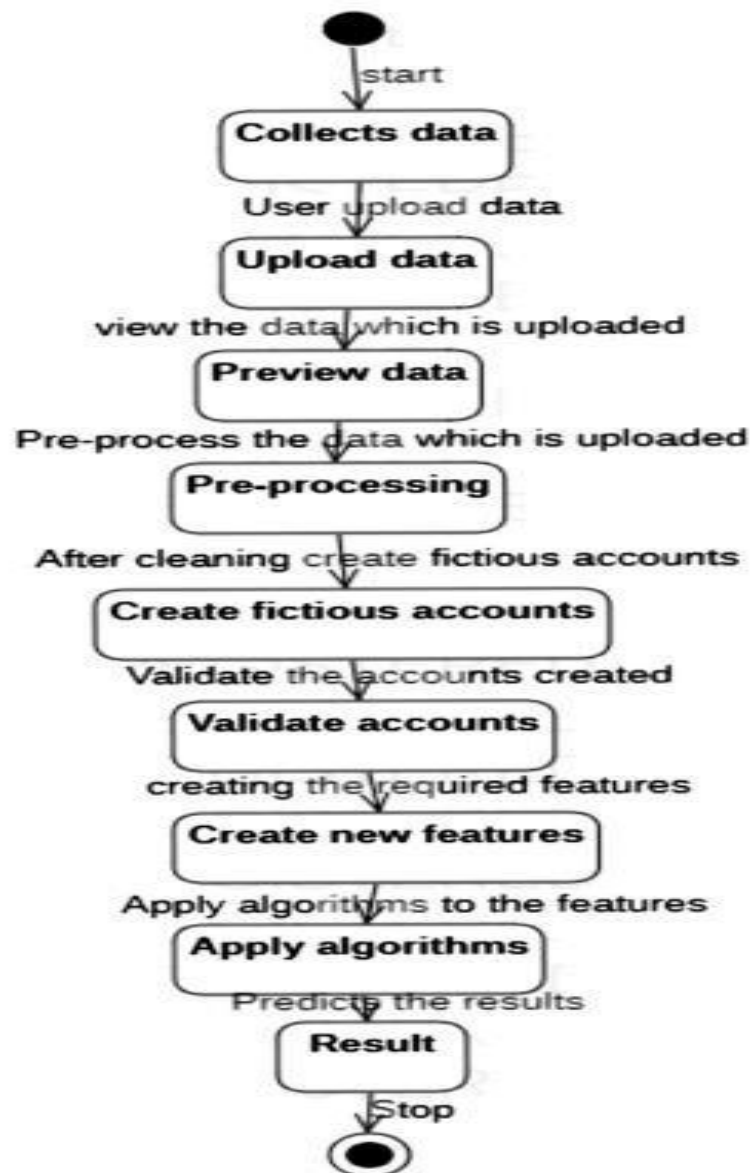 start
Collects data
User upload data
Upload data
view the data which is uploaded
Preview data
Pre-process the data which is uploaded
Pre-processing
After cleaning create fictious accounts
Create fictious accounts
Validate the accounts created
Validate accounts
creating the required features
Create new features
Apply algorithms to the features
Apply algorithms
Predicts the results
Result
Stop